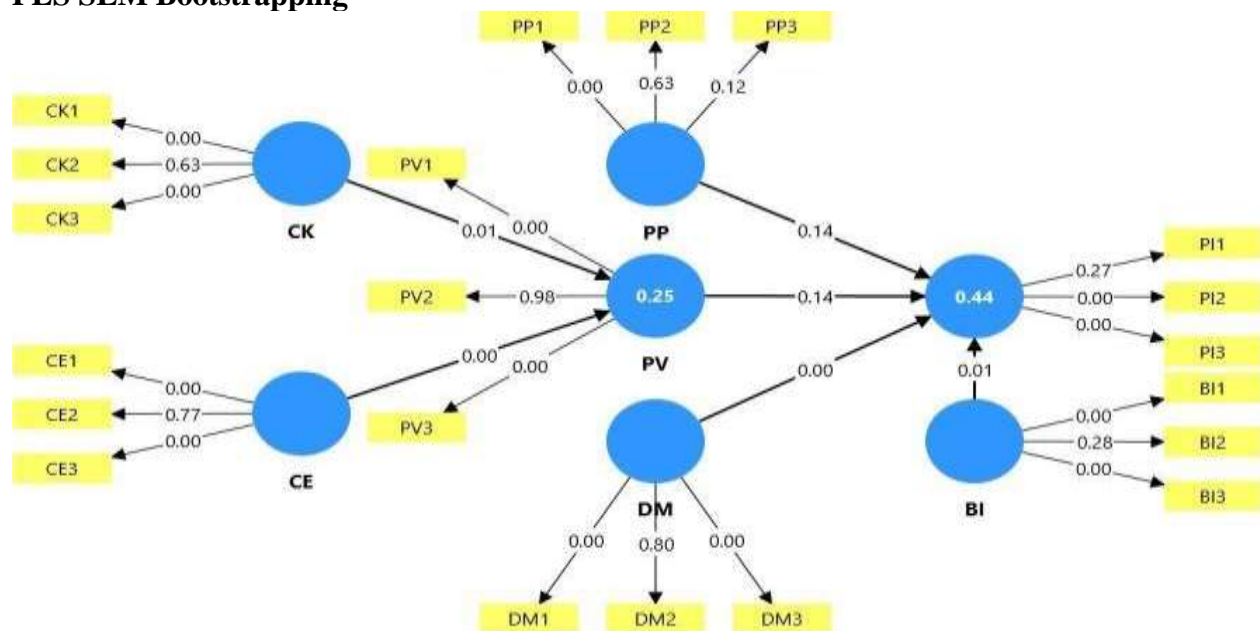 PLS SEM Bootstrapping
PP1 PP2 PP3
0.00 0.63 0.12
CK1
CK2
CK3
0.00
0.63
0.00
CK
PV1
PV2
PV3
0.01
0.00
0.98
0.00
0.25
PV
PP
0.14
0.14
0.44
PI1
PI2
PI3
0.27
0.00
0.00
CE1
CE2
CE3
0.00
0.77
0.00
CE
0.00
0.00
0.01
DM
0.00 0.80 0.00
DM1 DM2 DM3
BI
0.00
0.28
0.00
BI1
BI2
BI3